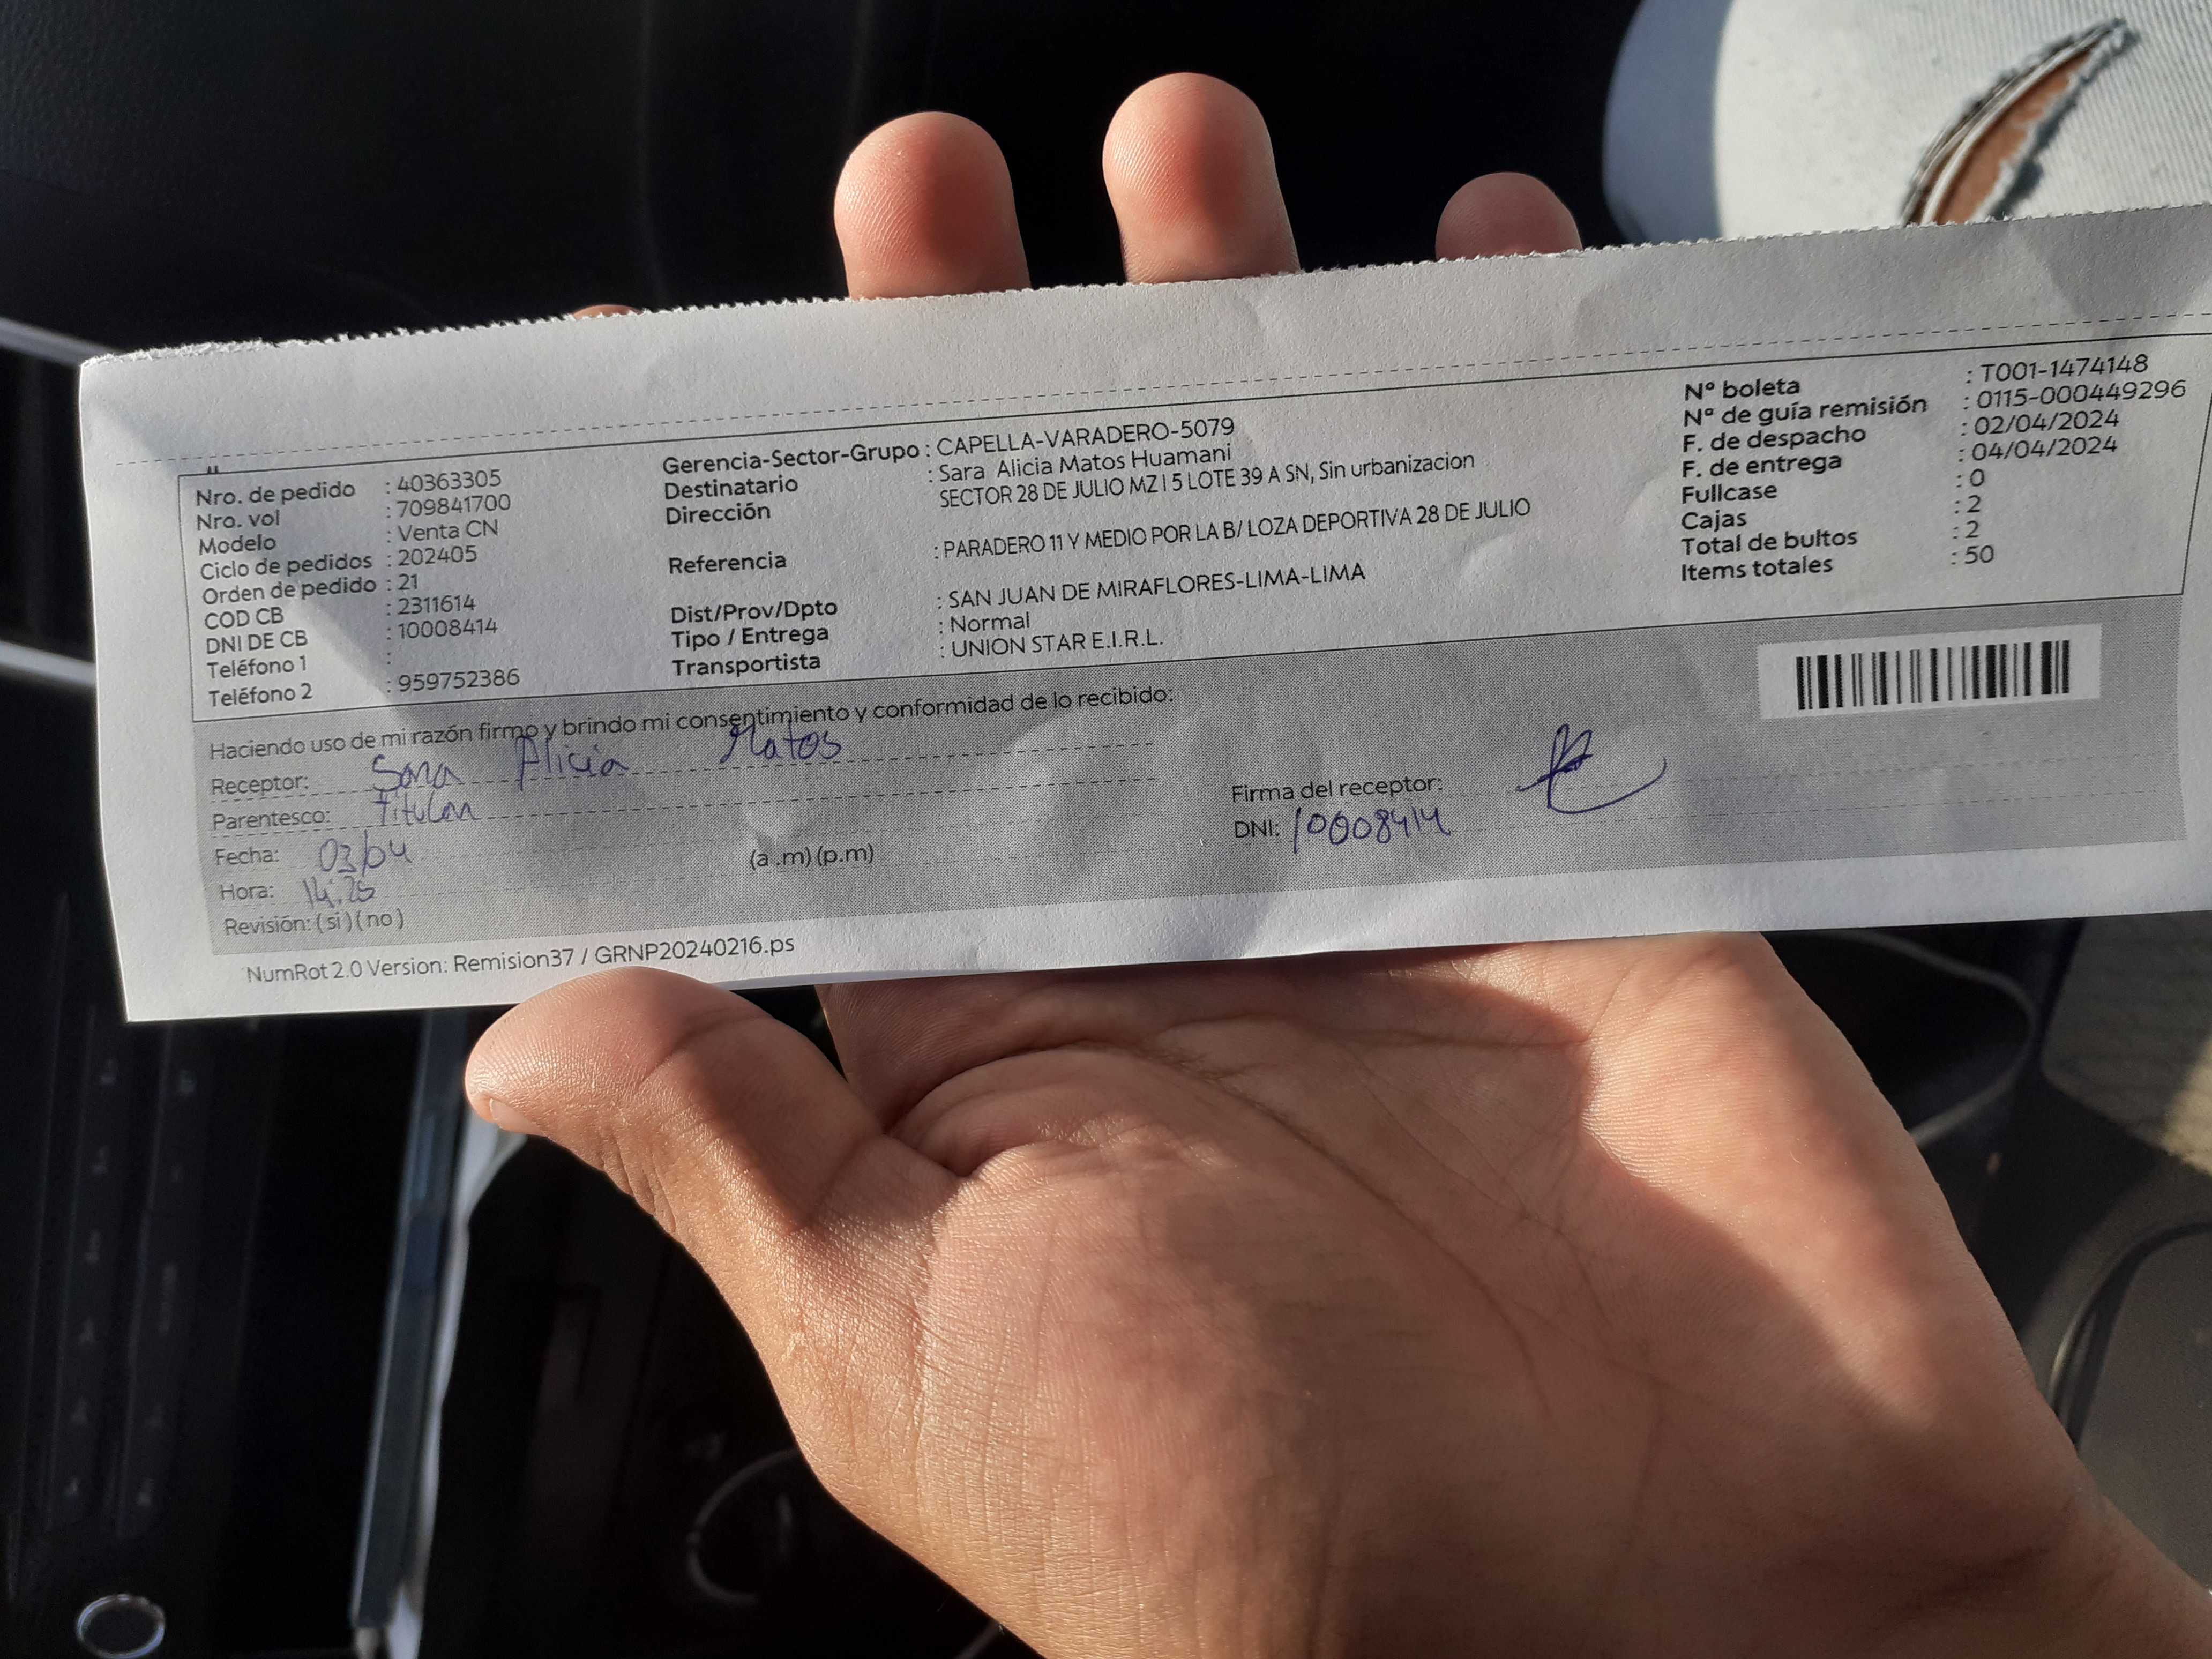 Nro. de pedido : 40363305
Nro. vol : 709841700
Modelo : Venta CN
Ciclo de pedidos : 202405
Orden de pedido : 21
COD CB : 2311614
DNI DE CB : 10008414
Teléfono 1 :
Teléfono 2 : 959752386
Gerencia-Sector-Grupo : CAPELLA-VARADERO-5079
Destinatario : Sara Alicia Matos Huamani
Dirección SECTOR 28 DE JULIO MZ I 5 LOTE 39 A SN, Sin urbanizacion
Referencia : PARADERO 11 Y MEDIO POR LA B/ LOZA DEPORTIVA 28 DE JULIO
Dist/Prov/Dpto : SAN JUAN DE MIRAFLORES-LIMA-LIMA
Tipo / Entrega : Normal
Transportista : UNION STAR E.I.R.L.
Nº boleta : T001-1474148
Nº de guía remisión : 0115-000449296
F. de despacho : 02/04/2024
F. de entrega : 04/04/2024
Fullcase : 0
Cajas : 2
Total de bultos : 2
Items totales : 50
Haciendo uso de mi razón firmo y brindo mi consentimiento y conformidad de lo recibido:
Receptor: Sara Alicia Matos
Parentesco: Titular
Fecha: 03/04
Hora: 14:25 (a .m) (p.m)
Revisión: ( si ) ( no )
Firma del receptor:
DNI: 10008414
NumRot 2.0 Version: Remision37 / GRNP20240216.ps